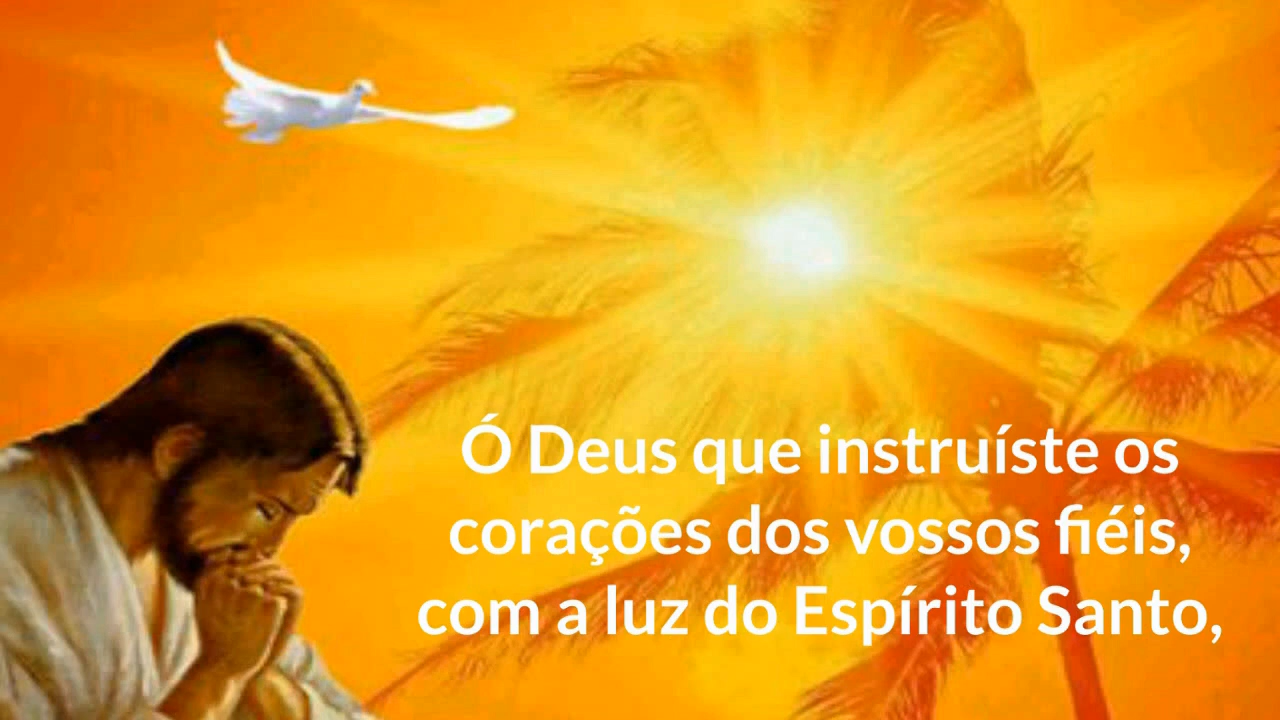 Ó Deus que instruíste os
corações dos vossos fiéis,
com a luz do Espírito Santo,